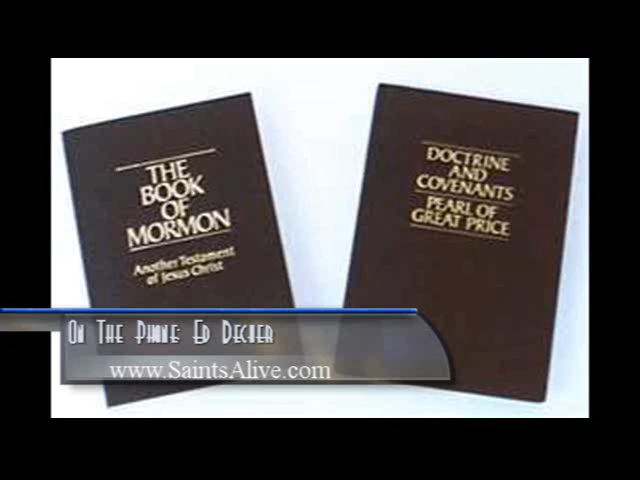 THE
BOOK
OF
MORMON
Another Testament
of Jesus Christ
DOCTRINE
AND
COVENANTS
PEARL OF
GREAT PRICE
On The Phone: Ed Decker
www.SaintsAlive.com